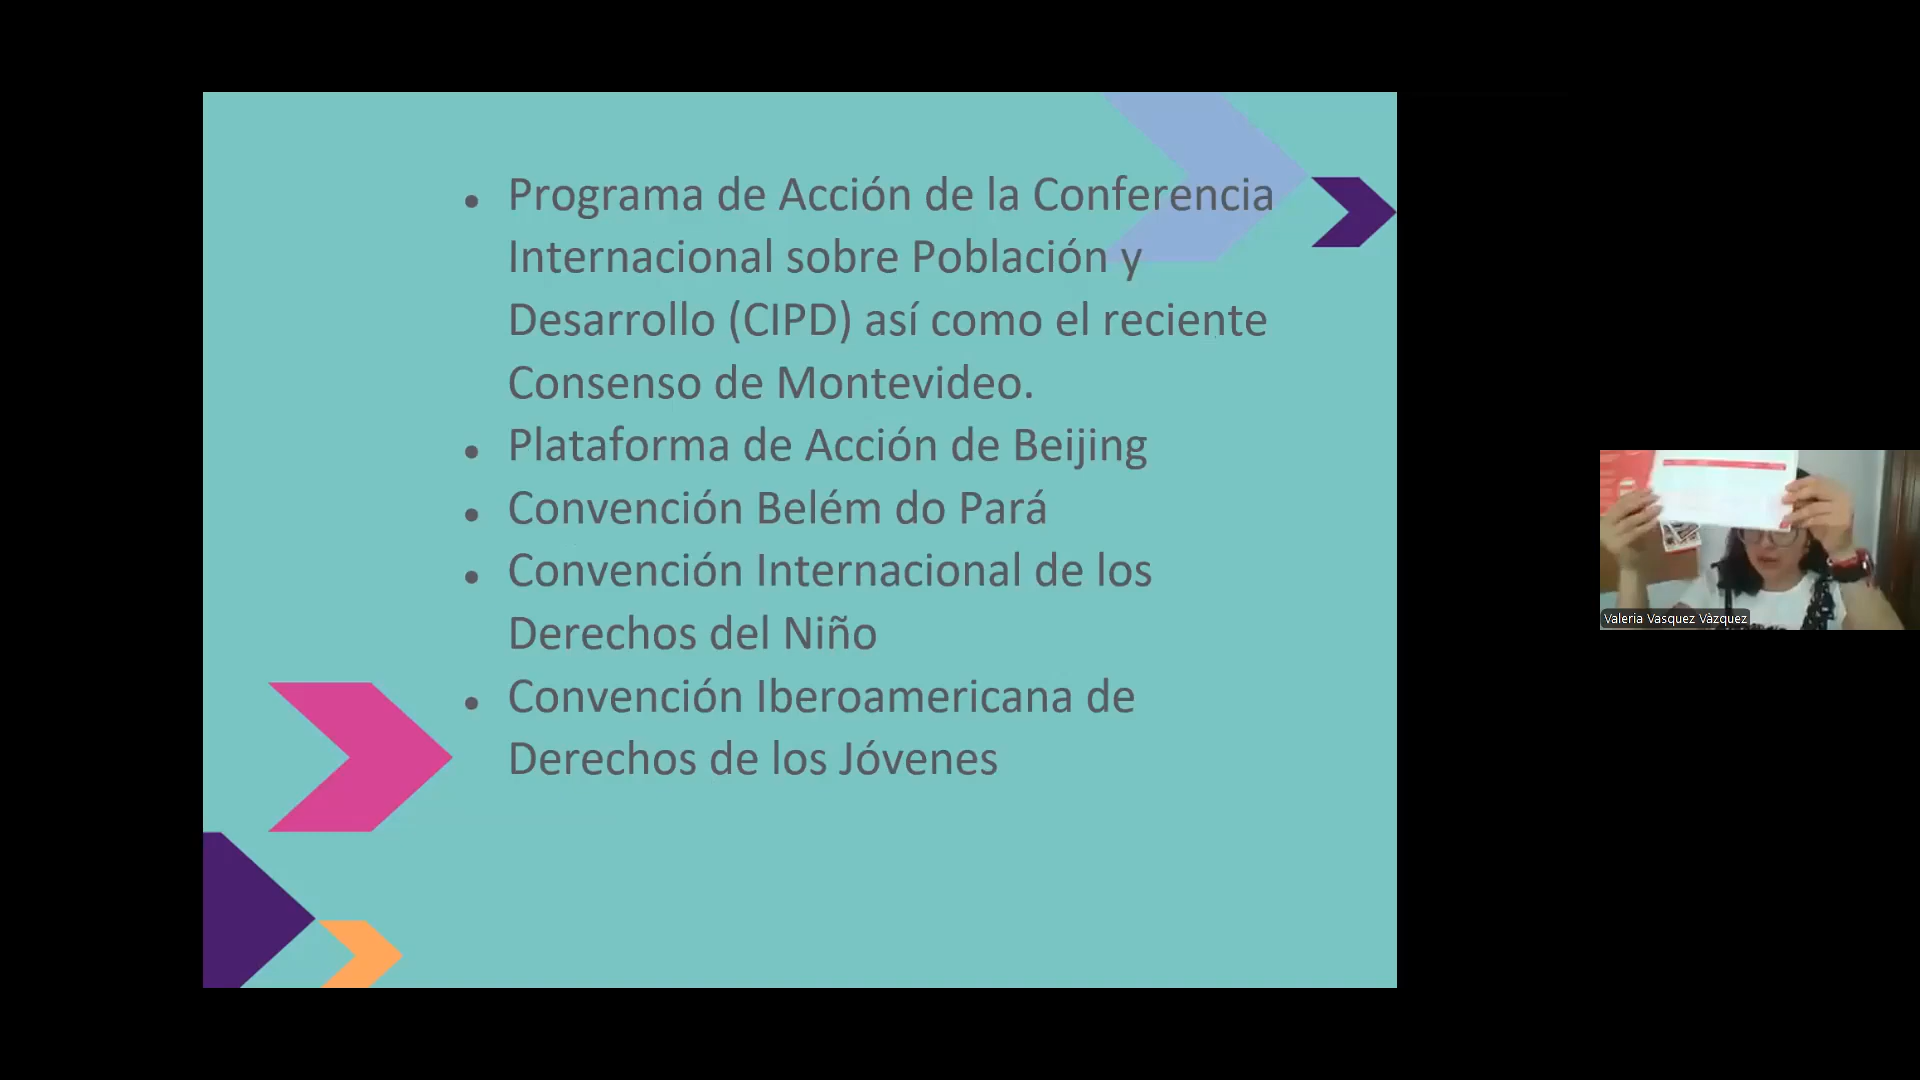 • Programa de Acción de la Conferencia
Internacional sobre Población y
Desarrollo (CIPD) así como el reciente
Consenso de Montevideo.
• Plataforma de Acción de Beijing
• Convención Belém do Pará
• Convención Internacional de los
Derechos del Niño
• Convención Iberoamericana de
Derechos de los Jóvenes
Valeria Vasquez Vàzquez